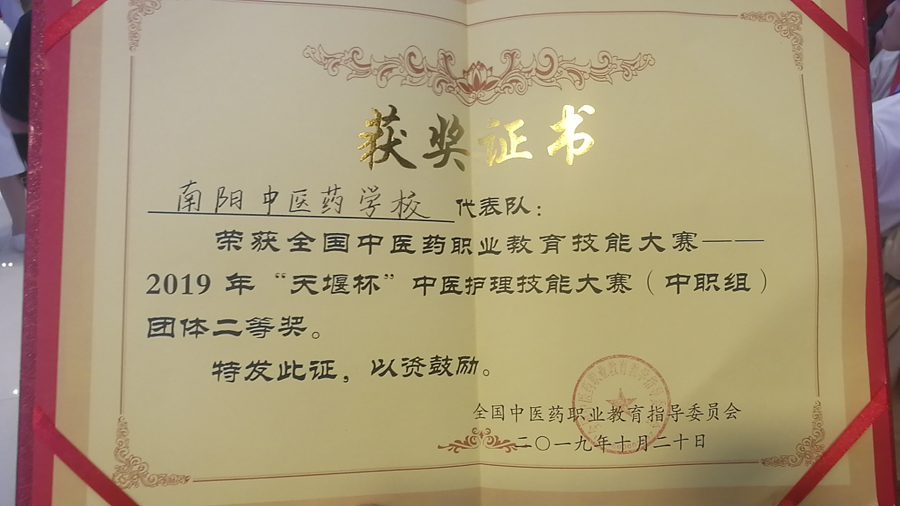 获奖证书
南阳中医药学校 代表队：
荣获全国中医药职业教育技能大赛——
2019 年“天堰杯”中医护理技能大赛（中职组）
团体二等奖。
特发此证，以资鼓励。
全国中医药职业教育指导委员会
二〇一九年十月二十日